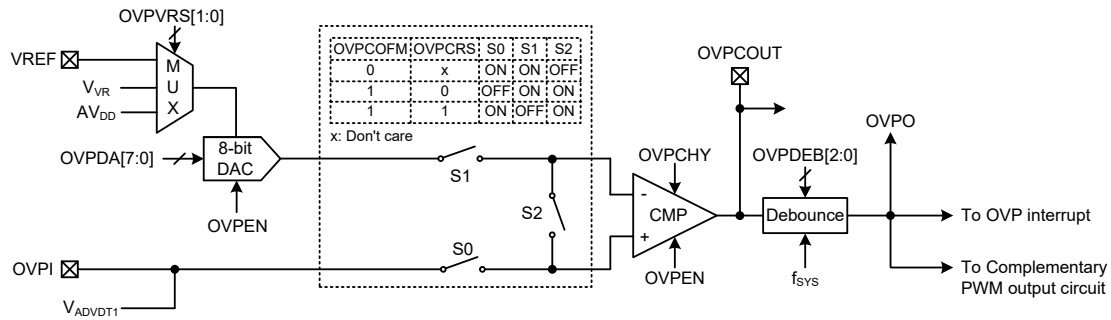 OVPVRS[1:0]
VREF
M
U
X
VVR
AVDD
OVPDA[7:0]
8-bit
DAC
OVPEN
OVPI
VADVDT1
OVPCOFM OVPCRS S0 S1 S2
0 x ON ON OFF
1 0 OFF ON ON
1 1 ON OFF ON
x: Don't care
S1
S2
S0
OVPCHY
-
CMP
+
OVPEN
OVPCOUT
OVPDEB[2:0]
Debounce
fSYS
OVPO
To OVP interrupt
To Complementary
PWM output circuit